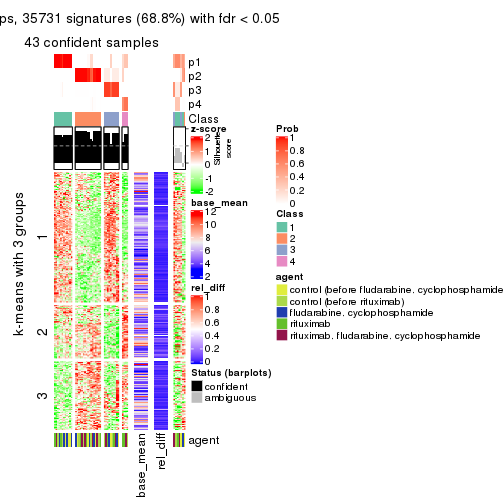 ps, 35731 signatures (68.8%) with fdr < 0.05
43 confident samples
p1
p2
p3
p4
Class
Silhouette
score
k-means with 3 groups
1
2
3
agent
base_mean
rel_diff
z-score
2
1
0
-1
-2
base_mean
12
10
8
6
4
2
rel_diff
1
0.8
0.6
0.4
0.2
0
Status (barplots)
confident
ambiguous
Prob
1
0.8
0.6
0.4
0.2
0
Class
1
2
3
4
agent
control (before fludarabine. cyclophosphamide
control (before rituximab)
fludarabine. cyclophosphamide
rituximab
rituximab. fludarabine. cyclophosphamide